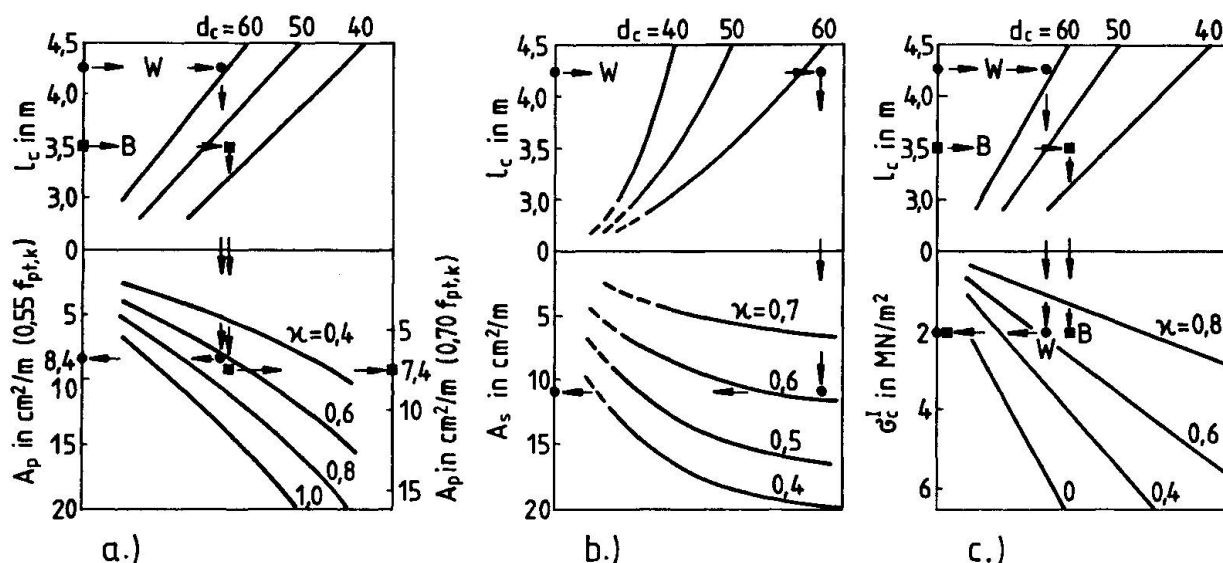 d_c = 60 50 40
4,5
4,0
3,5
3,0
0
l_c in m
W
B
A_p in cm²/m (0,55 f_pt,k)
5
8,4
10
15
20
ϰ=0,4
0,6
0,8
1,0
5
7,4
10
15
A_p in cm²/m (0,70 f_pt,k)
a.)
d_c = 40 50 60
4,5
4,0
3,5
3,0
0
l_c in m
W
A_s in cm²/m
5
10
15
20
ϰ=0,7
0,6
0,5
0,4
b.)
d_c = 60 50 40
4,5
4,0
3,5
3,0
0
l_c in m
W
B
σ_c^I in MN/m²
0
2
4
6
ϰ=0,8
B
W
0,6
0,4
0
c.)